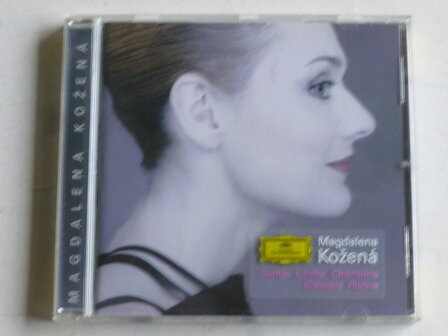 MAGDALENA KOŽENÁ
Magdalena
Kožená
Songs Lieder Chansons
Canzoni Písně